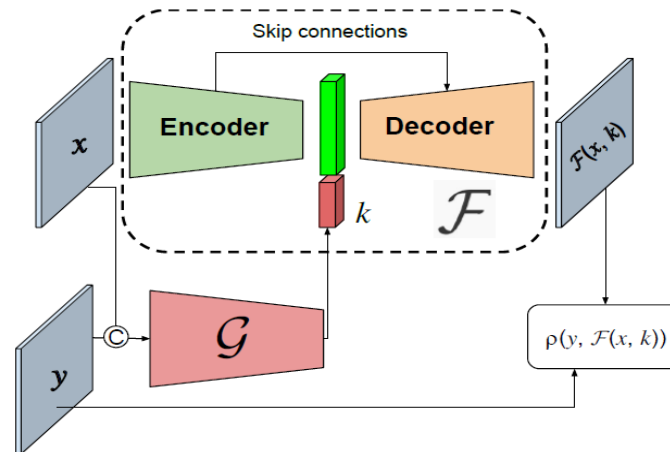 Skip connections
x
Encoder
Decoder
ℱ(x, k)
k
ℱ
C
𝒢
y
ρ(y, ℱ(x, k))